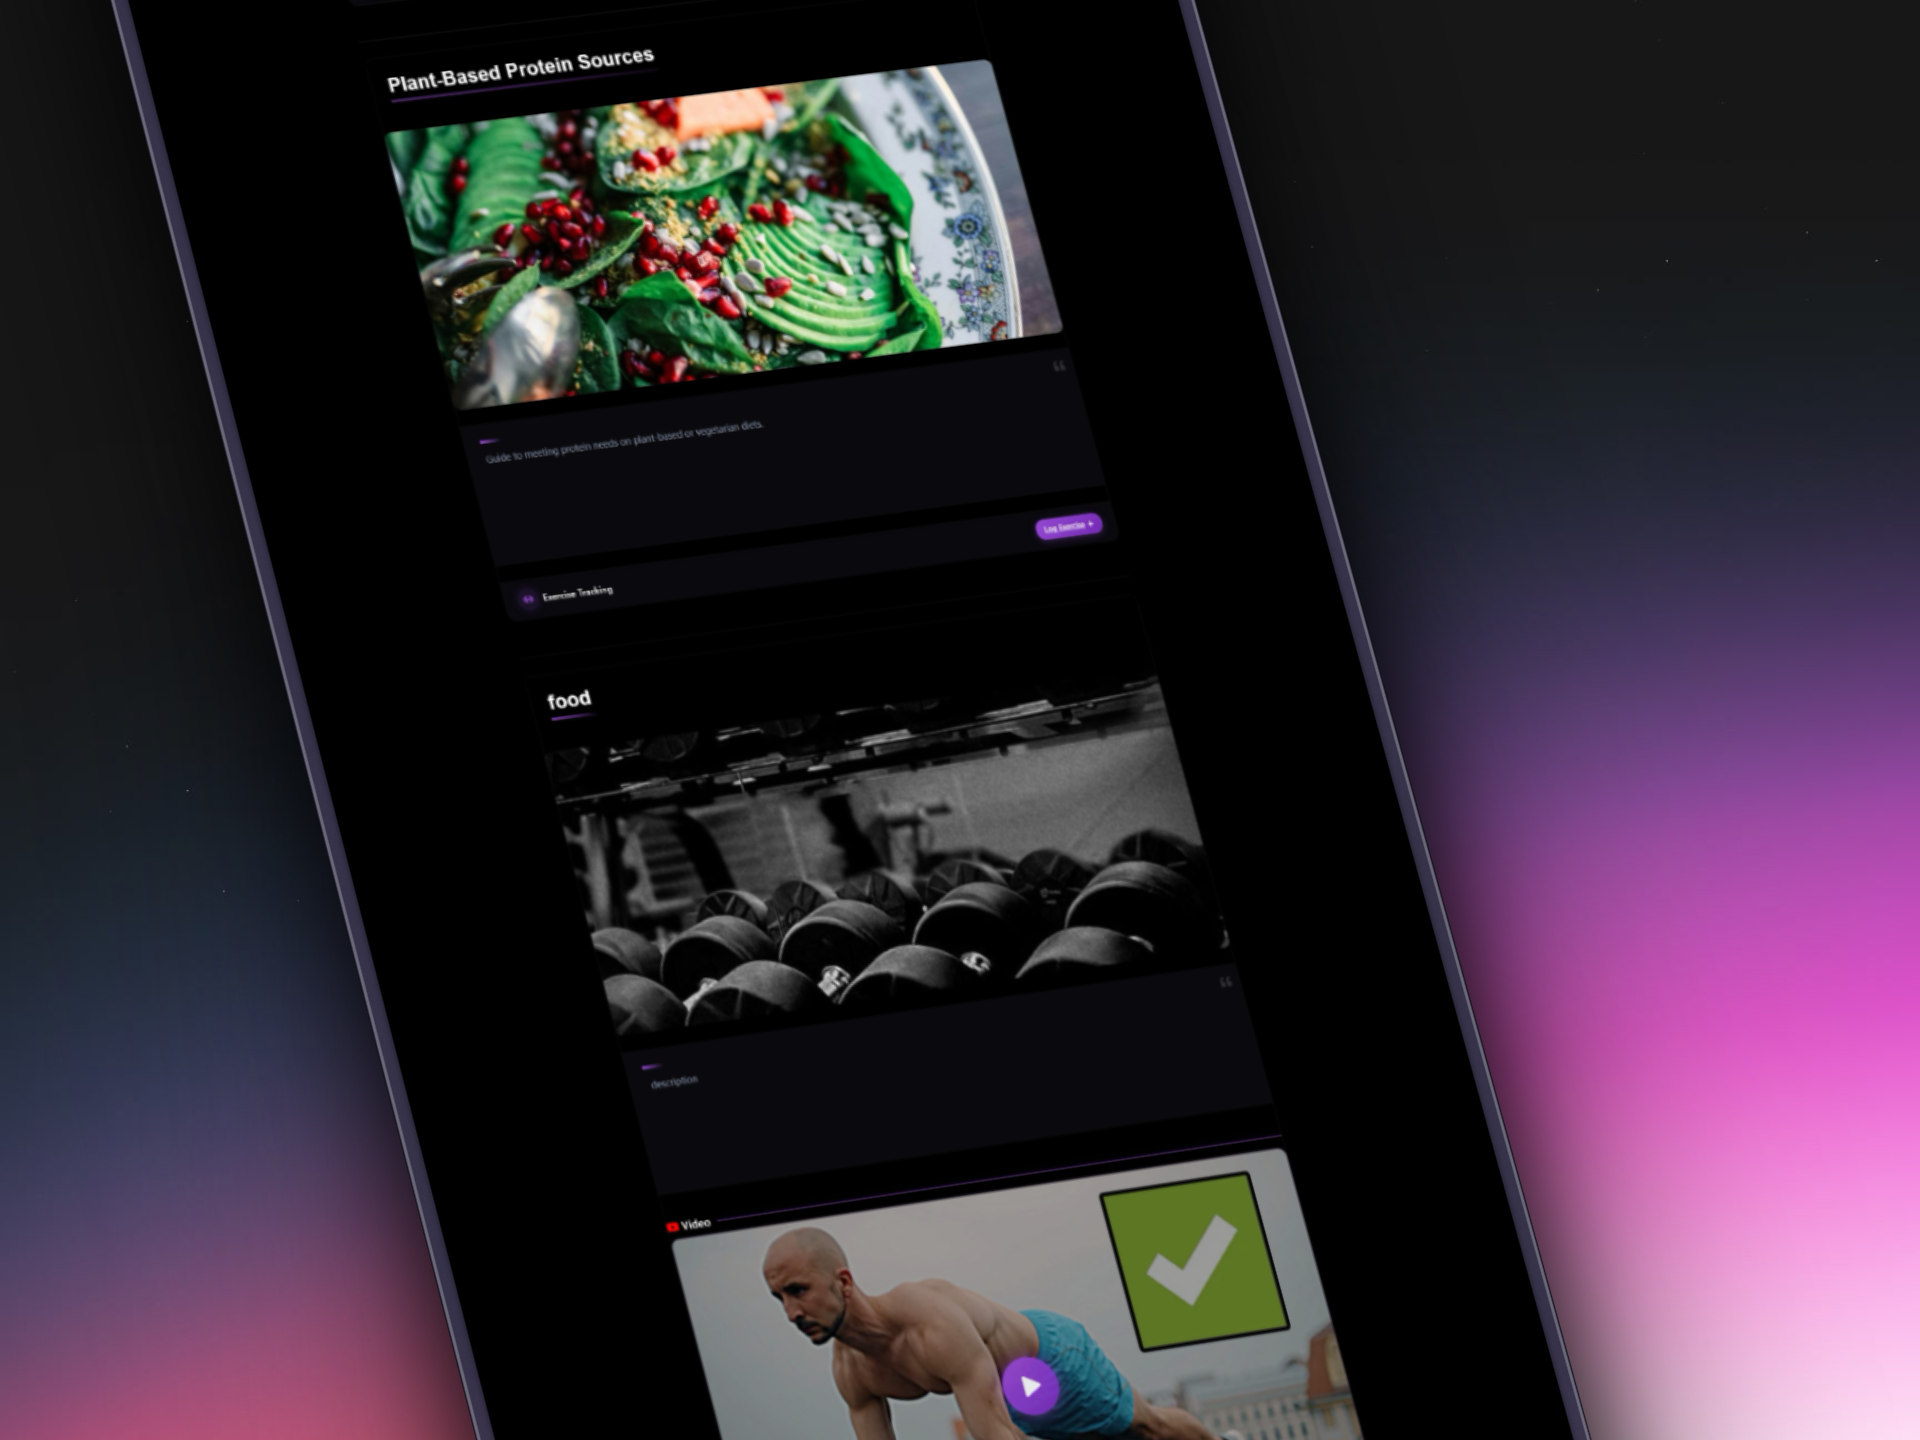 Plant-Based Protein Sources
“
Guide to meeting protein needs on plant-based or vegetarian diets.
Log Exercise +
Exercise Tracking
food
“
description
Video